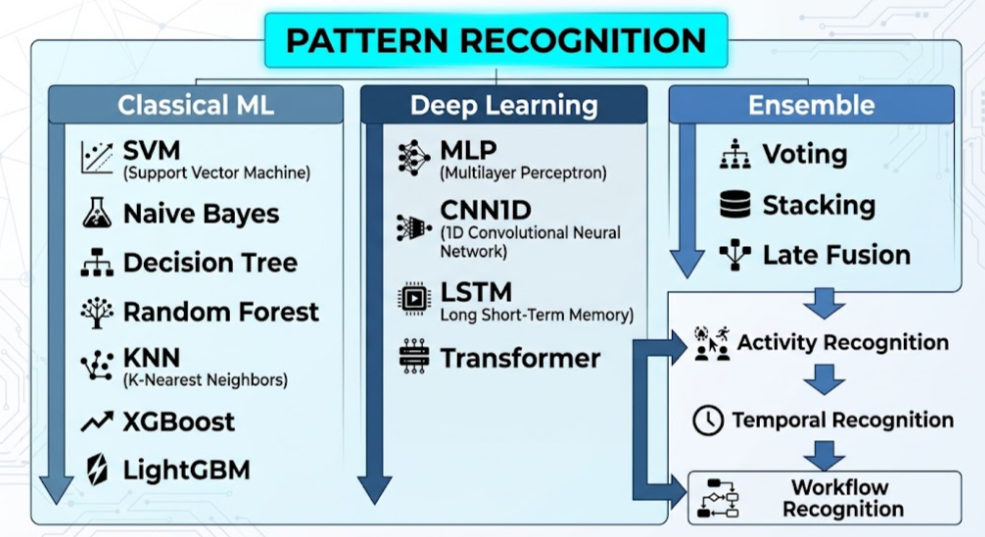 PATTERN RECOGNITION
Classical ML
SVM
(Support Vector Machine)
Naive Bayes
Decision Tree
Random Forest
KNN
(K-Nearest Neighbors)
XGBoost
LightGBM
Deep Learning
MLP
(Multilayer Perceptron)
CNN1D
(1D Convolutional Neural
Network)
LSTM
Long Short-Term Memory)
Transformer
Ensemble
Voting
Stacking
Late Fusion
Activity Recognition
Temporal Recognition
Workflow
Recognition